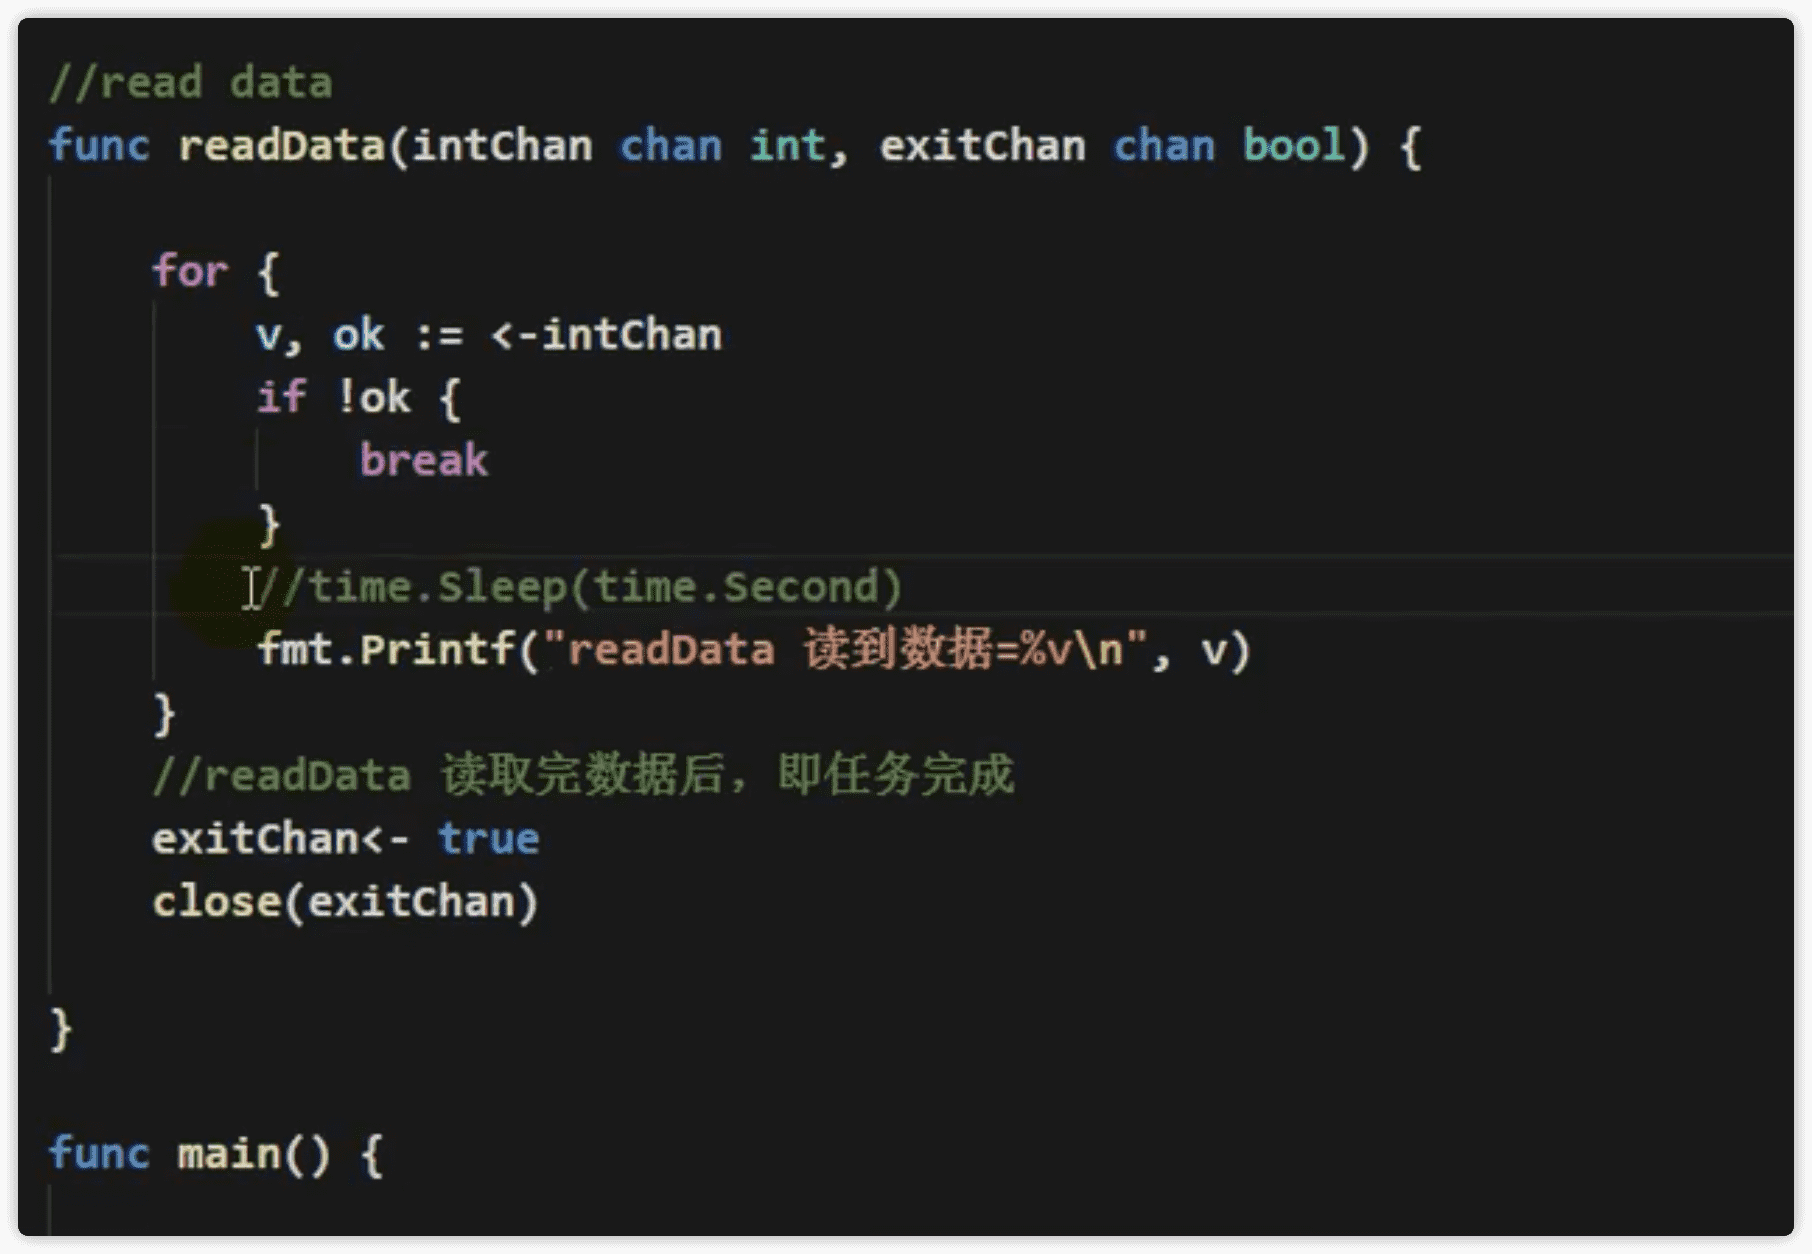 //read data
func readData(intChan chan int, exitChan chan bool) {
for {
v, ok := <-intChan
if !ok {
break
}
//time.Sleep(time.Second)
fmt.Printf("readData 读到数据=%v\n", v)
}
//readData 读取完数据后，即任务完成
exitChan<- true
close(exitChan)
}
func main() {